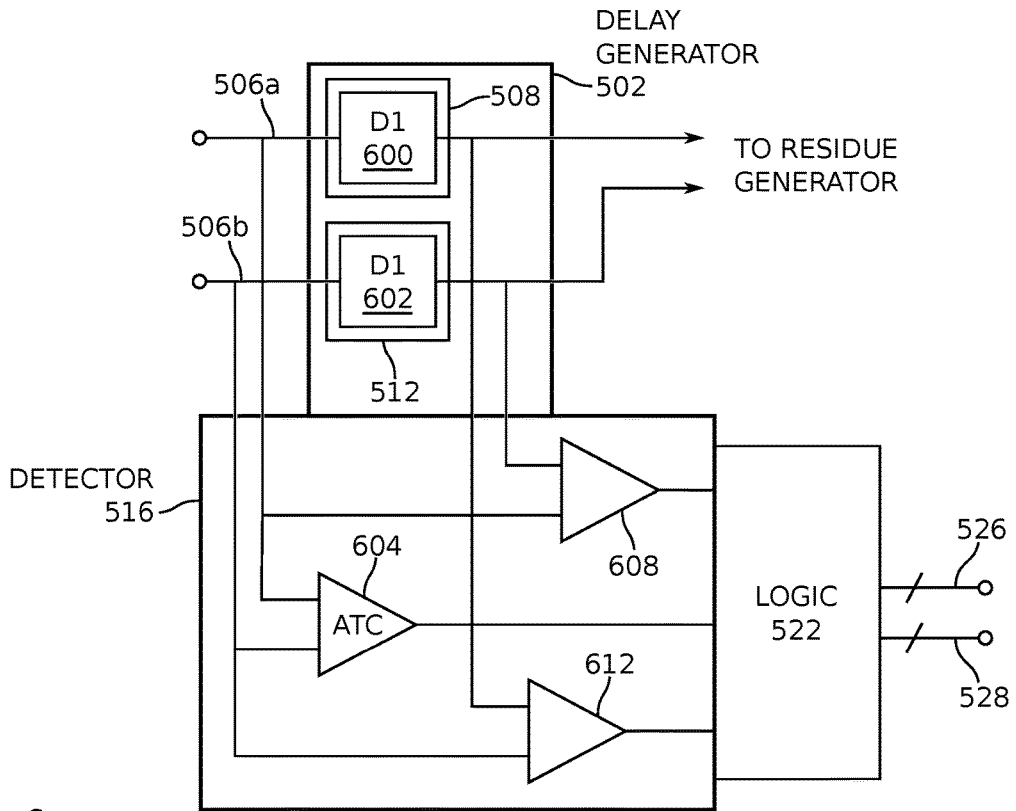 DELAY
GENERATOR
502
506a
508
D1
600
TO RESIDUE
GENERATOR
506b
D1
602
512
DETECTOR
516
604
608
ATC
LOGIC
522
526
612
528